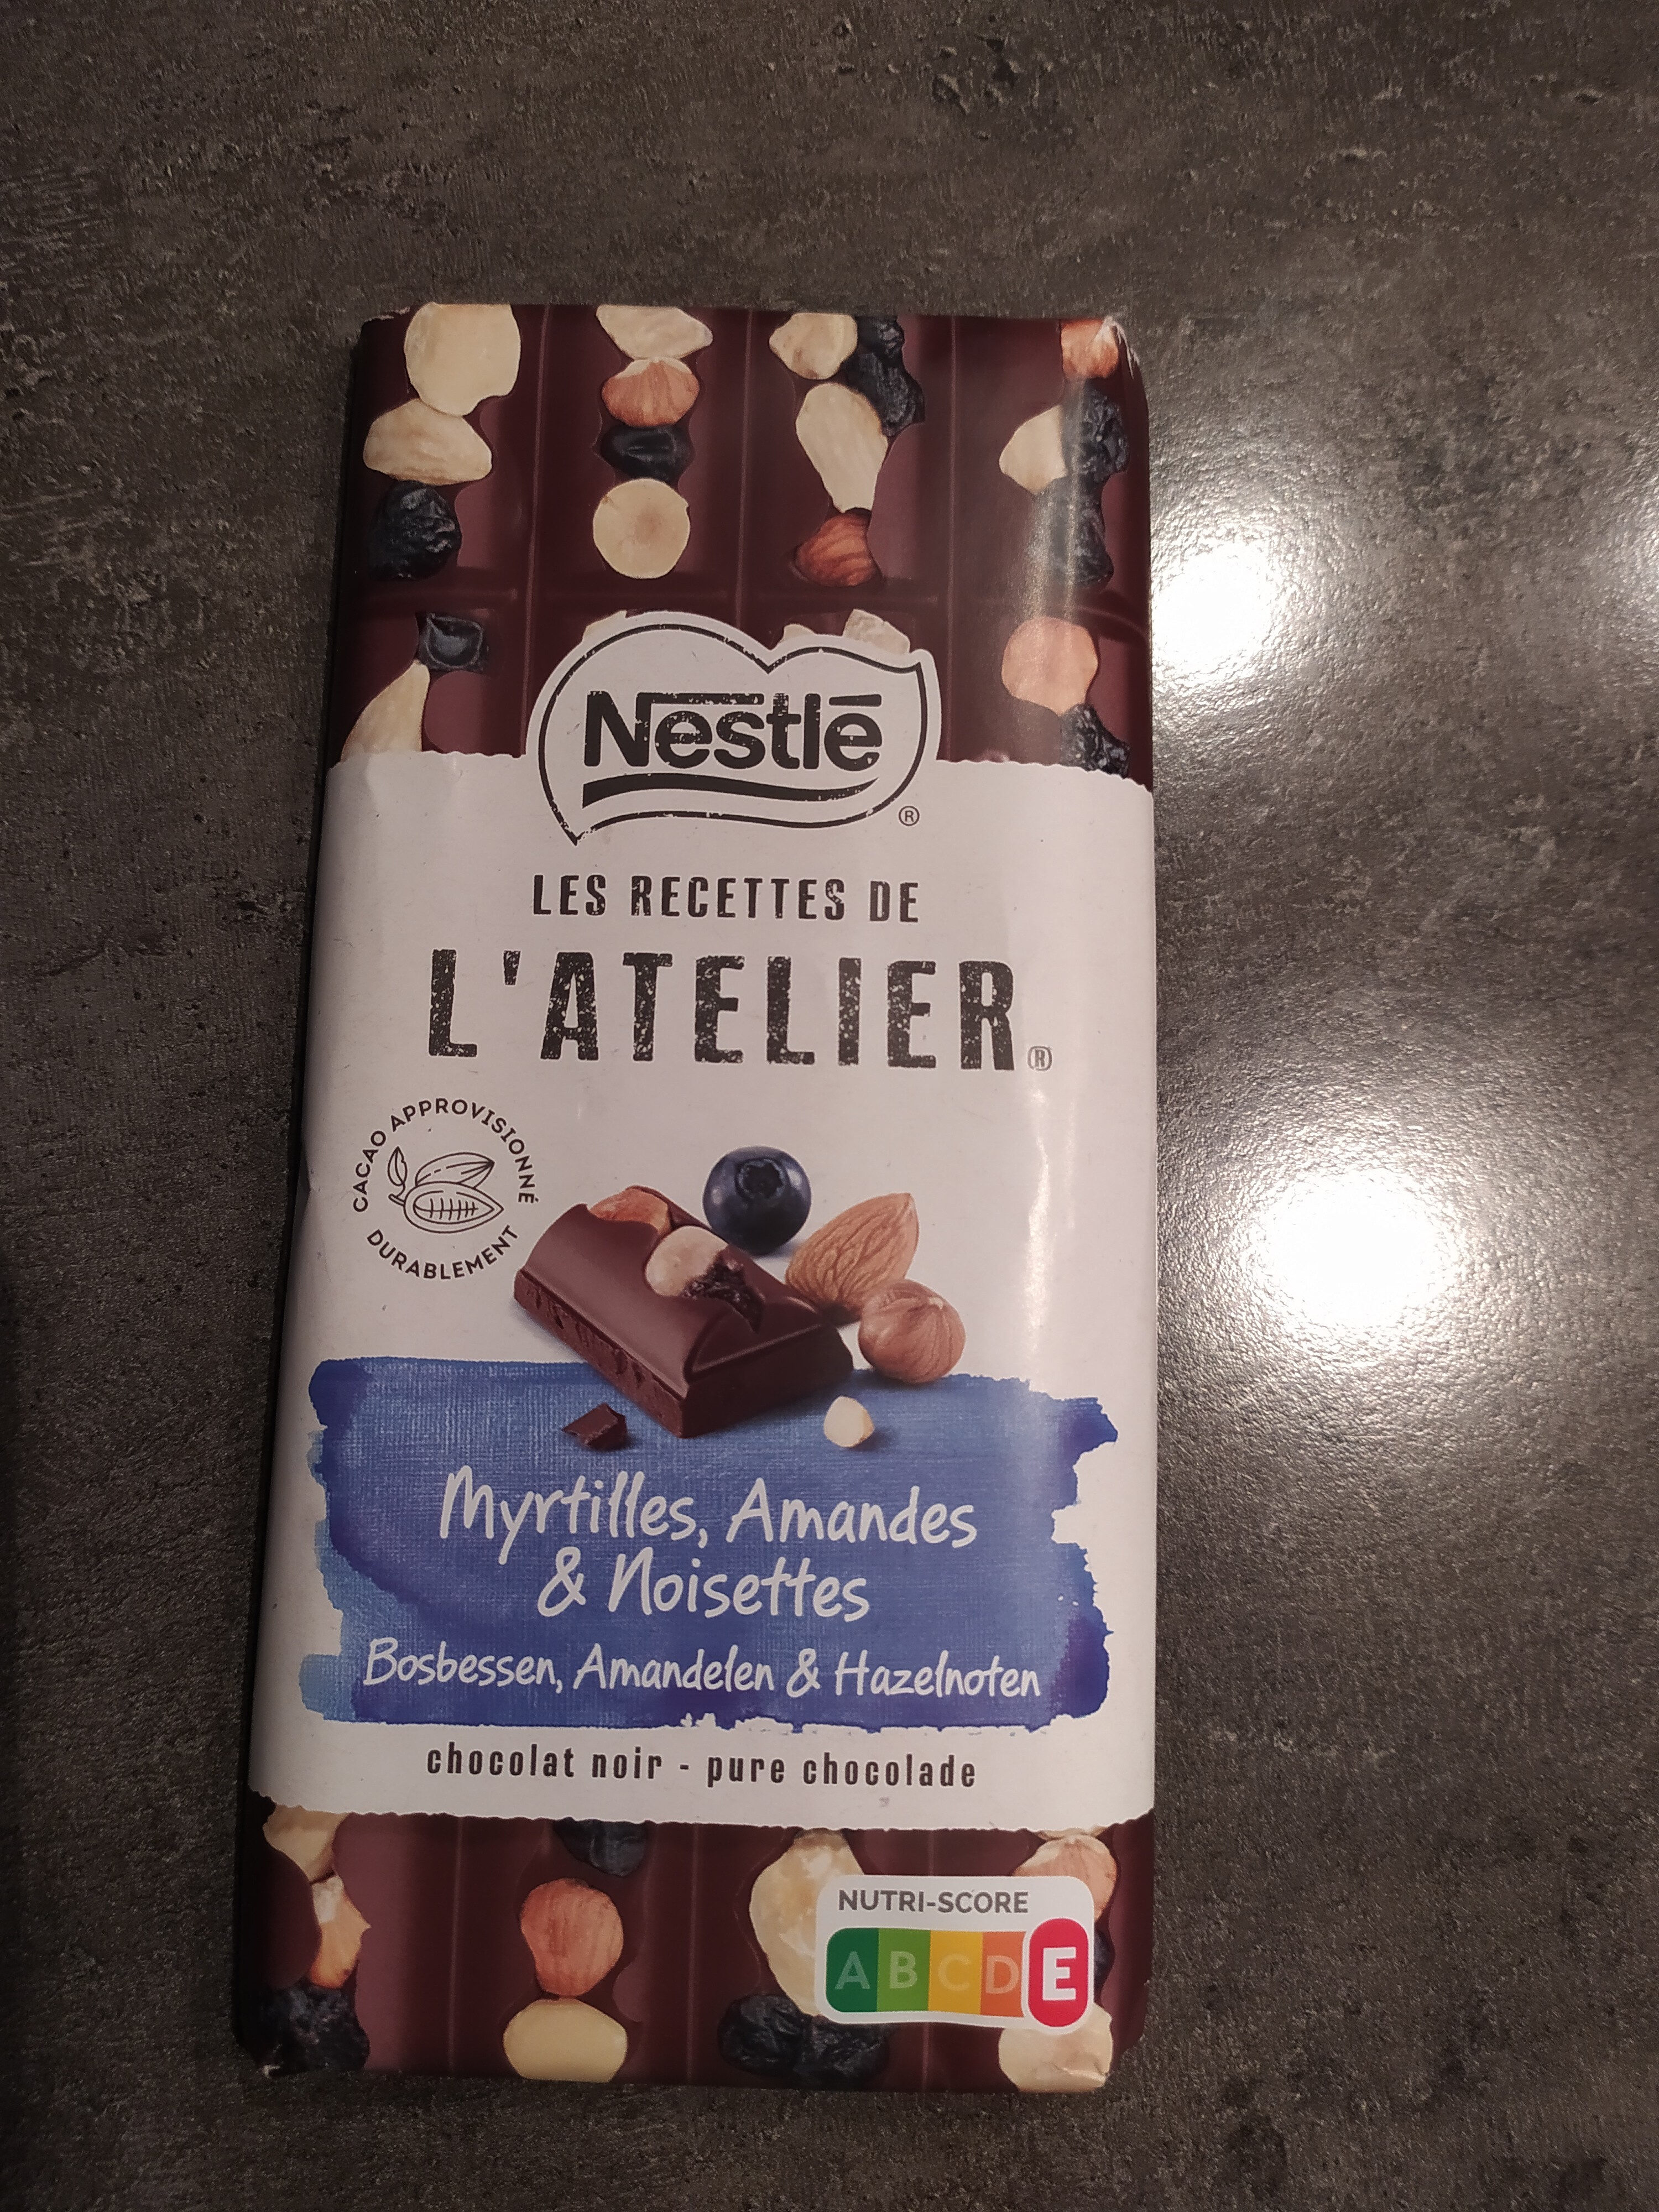 Nestlé
®
LES RECETTES DE
L'ATELIER®
CACAO APPROVISIONNÉ
DURABLEMENT
Myrtilles, Amandes
& Noisettes
Bosbessen, Amandelen & Hazelnoten
chocolat noir - pure chocolade
NUTRI-SCORE
A B C D E